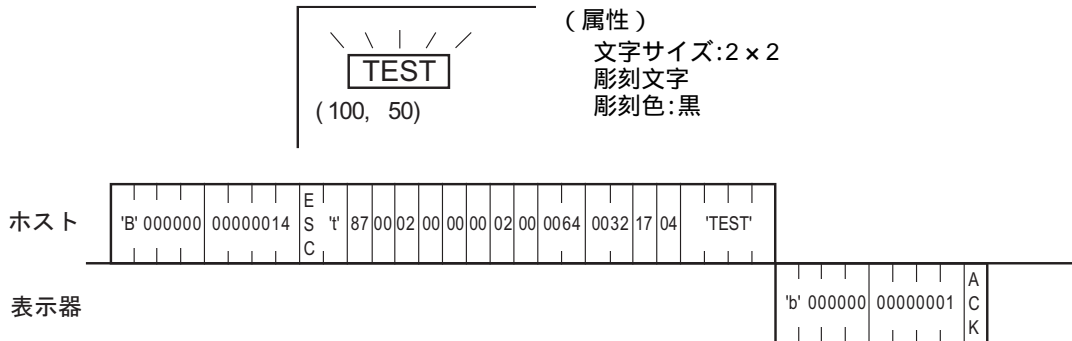 (属性)
文字サイズ:2×2
彫刻文字
彫刻色:黒
TEST
(100, 50)
ホスト
'B' 000000 00000014 ESC 't' 87 00 02 00 00 00 02 00 0064 0032 17 04 'TEST'
表示器
'b' 000000 00000001 ACK